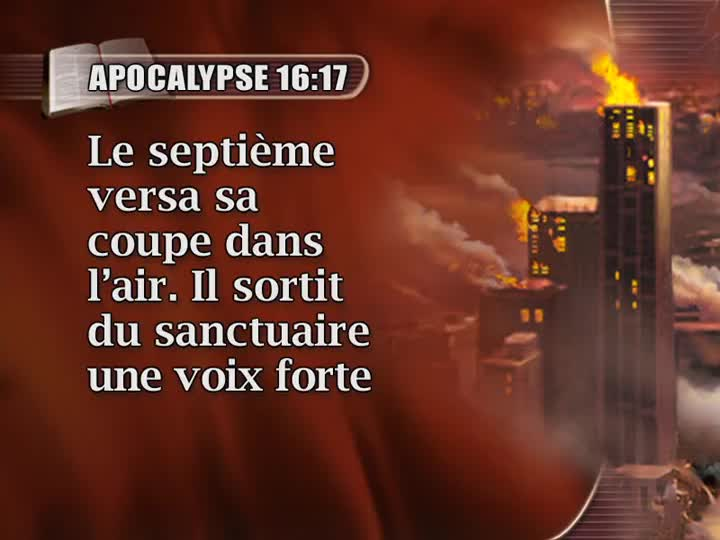 APOCALYPSE 16:17
Le septième
versa sa
coupe dans
l’air. Il sortit
du sanctuaire
une voix forte